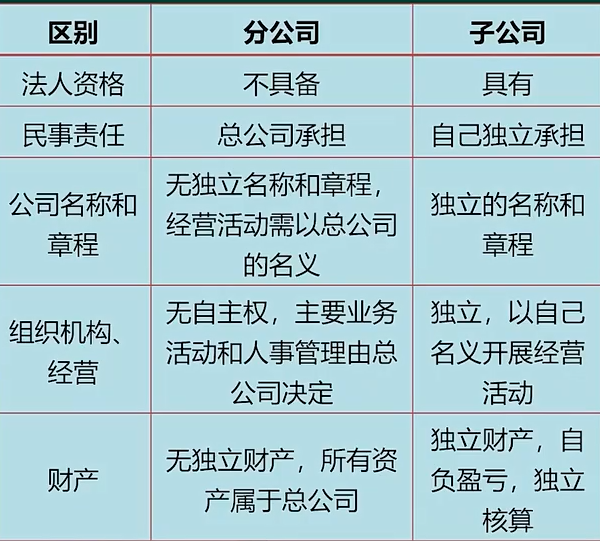 区别 分公司 子公司
法人资格 不具备 具有
民事责任 总公司承担 自己独立承担
公司名称和
章程
无独立名称和章程，
经营活动需以总公司
的名义
独立的名称和
章程
组织机构、
经营
无自主权，主要业务
活动和人事管理由总
公司决定
独立，以自己
名义开展经营
活动
财产
无独立财产，所有资
产属于总公司
独立财产，自
负盈亏，独立
核算